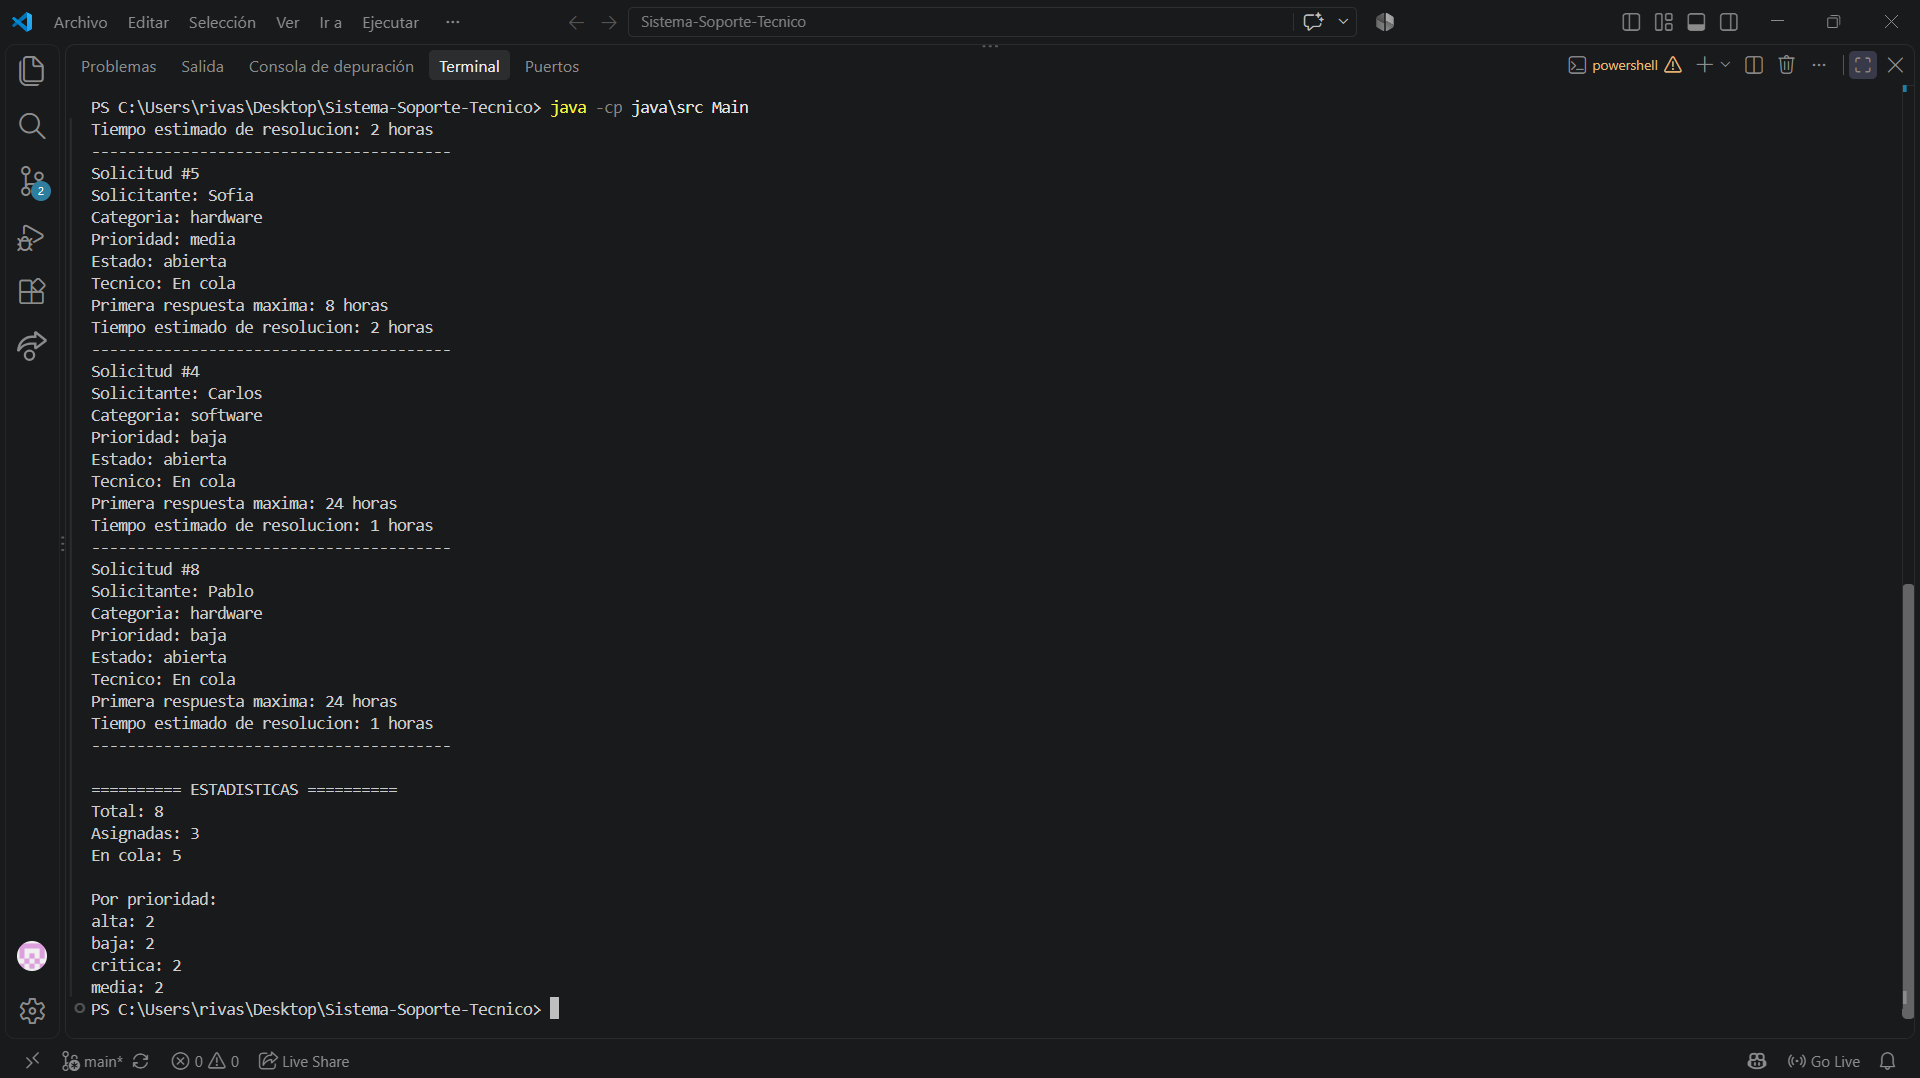 Archivo Editar Selección Ver Ir a Ejecutar ···
Sistema-Soporte-Tecnico
Problemas Salida Consola de depuración Terminal Puertos
powershell
PS C:\Users\rivas\Desktop\Sistema-Soporte-Tecnico> java -cp java\src Main
Tiempo estimado de resolucion: 2 horas
----------------------------------------
Solicitud #5
Solicitante: Sofia
Categoria: hardware
Prioridad: media
Estado: abierta
Tecnico: En cola
Primera respuesta maxima: 8 horas
Tiempo estimado de resolucion: 2 horas
----------------------------------------
Solicitud #4
Solicitante: Carlos
Categoria: software
Prioridad: baja
Estado: abierta
Tecnico: En cola
Primera respuesta maxima: 24 horas
Tiempo estimado de resolucion: 1 horas
----------------------------------------
Solicitud #8
Solicitante: Pablo
Categoria: hardware
Prioridad: baja
Estado: abierta
Tecnico: En cola
Primera respuesta maxima: 24 horas
Tiempo estimado de resolucion: 1 horas
----------------------------------------
========== ESTADISTICAS ==========
Total: 8
Asignadas: 3
En cola: 5
Por prioridad:
alta: 2
baja: 2
critica: 2
media: 2
PS C:\Users\rivas\Desktop\Sistema-Soporte-Tecnico>
2
main* 0 0 Live Share
Go Live